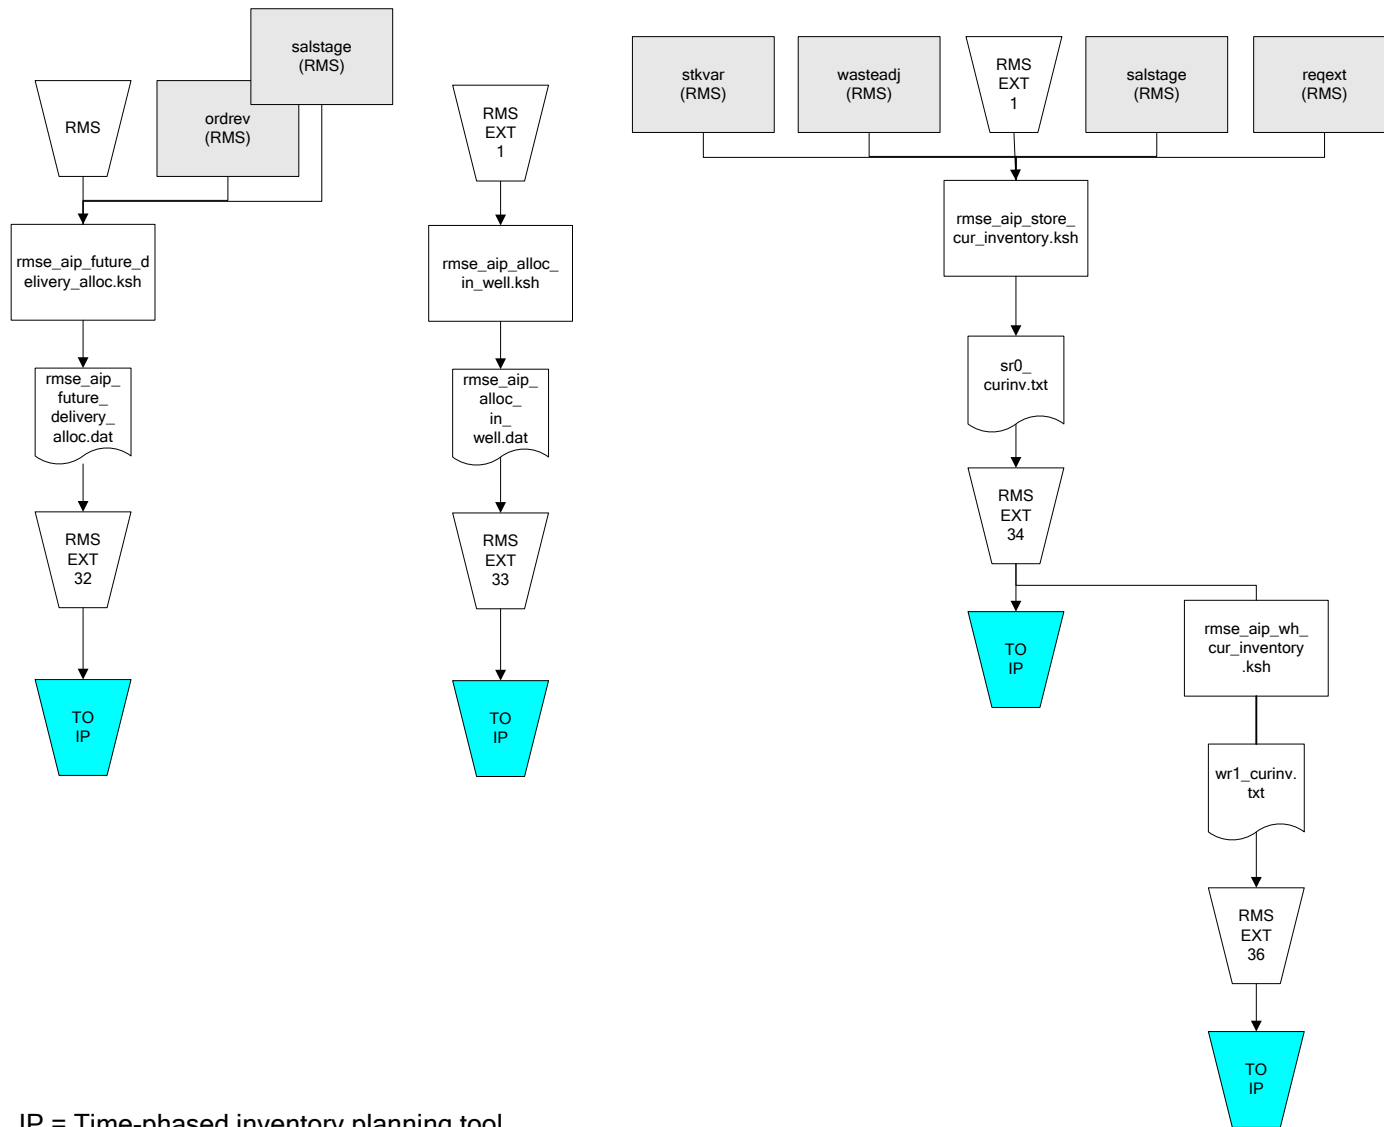 salstage
(RMS)
RMS
ordrev
(RMS)
RMS
EXT
1
rmse_aip_future_d
elivery_alloc.ksh
rmse_aip_alloc_
in_well.ksh
rmse_aip_
future_
delivery_
alloc.dat
rmse_aip_
alloc_
in_
well.dat
RMS
EXT
32
RMS
EXT
33
TO
IP
TO
IP
stkvar
(RMS)
wasteadj
(RMS)
RMS
EXT
1
salstage
(RMS)
reqext
(RMS)
rmse_aip_store_
cur_inventory.ksh
sr0_
curinv.txt
RMS
EXT
34
TO
IP
rmse_aip_wh_
cur_inventory
.ksh
wr1_curinv.
txt
RMS
EXT
36
TO
IP
IP = Time-phased inventory planning tool